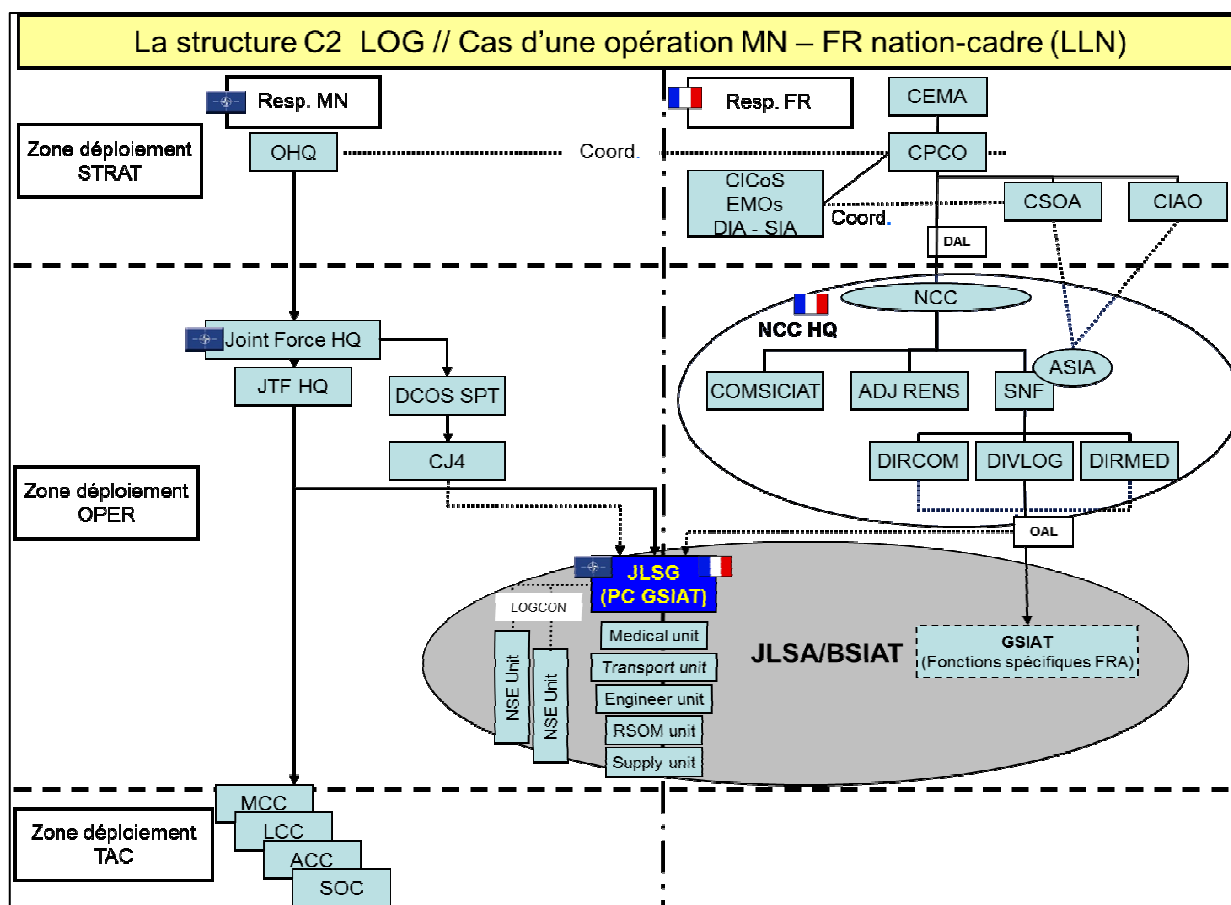 La structure C2 LOG // Cas d'une opération MN – FR nation-cadre (LLN)
Resp. MN
Resp. FR
CEMA
Zone déploiement
STRAT
OHQ
Coord.
CPCO
CICoS
EMOs
DIA - SIA
Coord.
CSOA
CIAO
DAL
NCC
NCC HQ
Joint Force HQ
JTF HQ
DCOS SPT
CJ4
COMSICIAT
ADJ RENS
SNF
ASIA
DIRCOM
DIVLOG
DIRMED
Zone déploiement
OPER
OAL
JLSG
(PC GSIAT)
LOGCON
NSE Unit
NSE Unit
Medical unit
Transport unit
Engineer unit
RSOM unit
Supply unit
JLSA/BSIAT
GSIAT
(Fonctions spécifiques FRA)
Zone déploiement
TAC
MCC
LCC
ACC
SOC